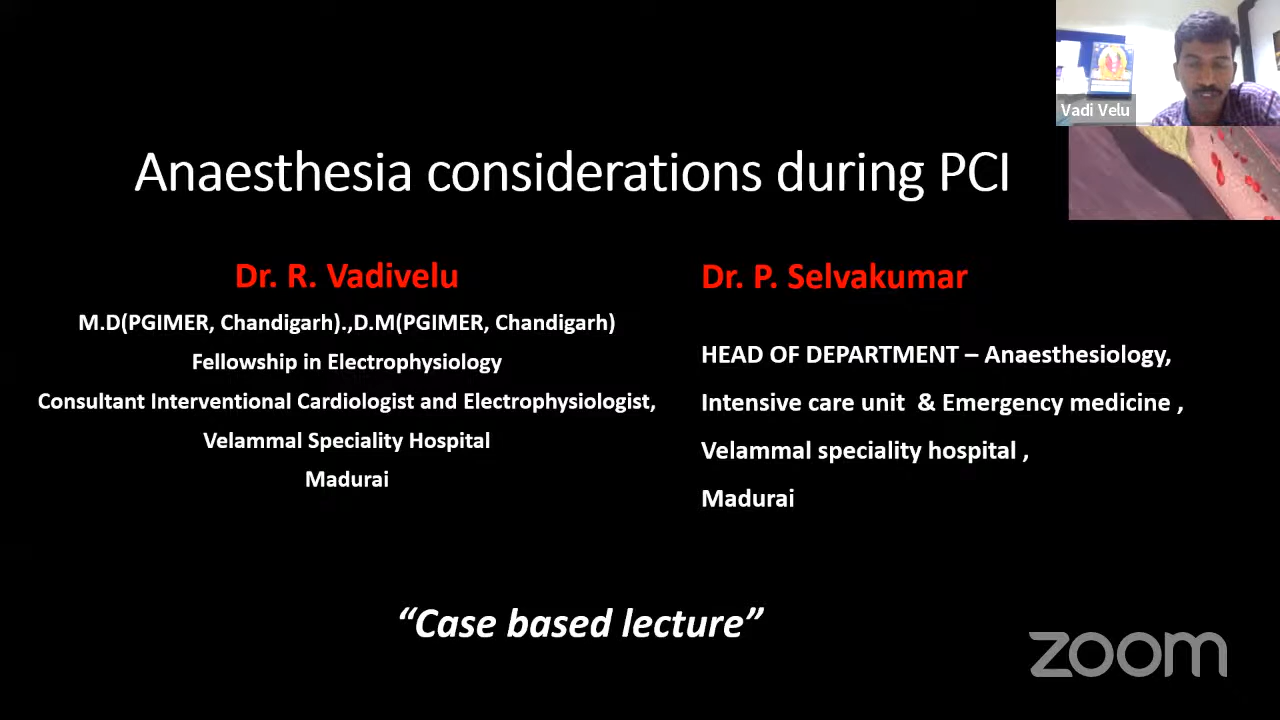 Vadi Velu
Anaesthesia considerations during PCI
Dr. R. Vadivelu
M.D(PGIMER, Chandigarh).,D.M(PGIMER, Chandigarh)
Fellowship in Electrophysiology
Consultant Interventional Cardiologist and Electrophysiologist,
Velammal Speciality Hospital
Madurai
Dr. P. Selvakumar
HEAD OF DEPARTMENT – Anaesthesiology,
Intensive care unit & Emergency medicine ,
Velammal speciality hospital ,
Madurai
“Case based lecture”
zoom